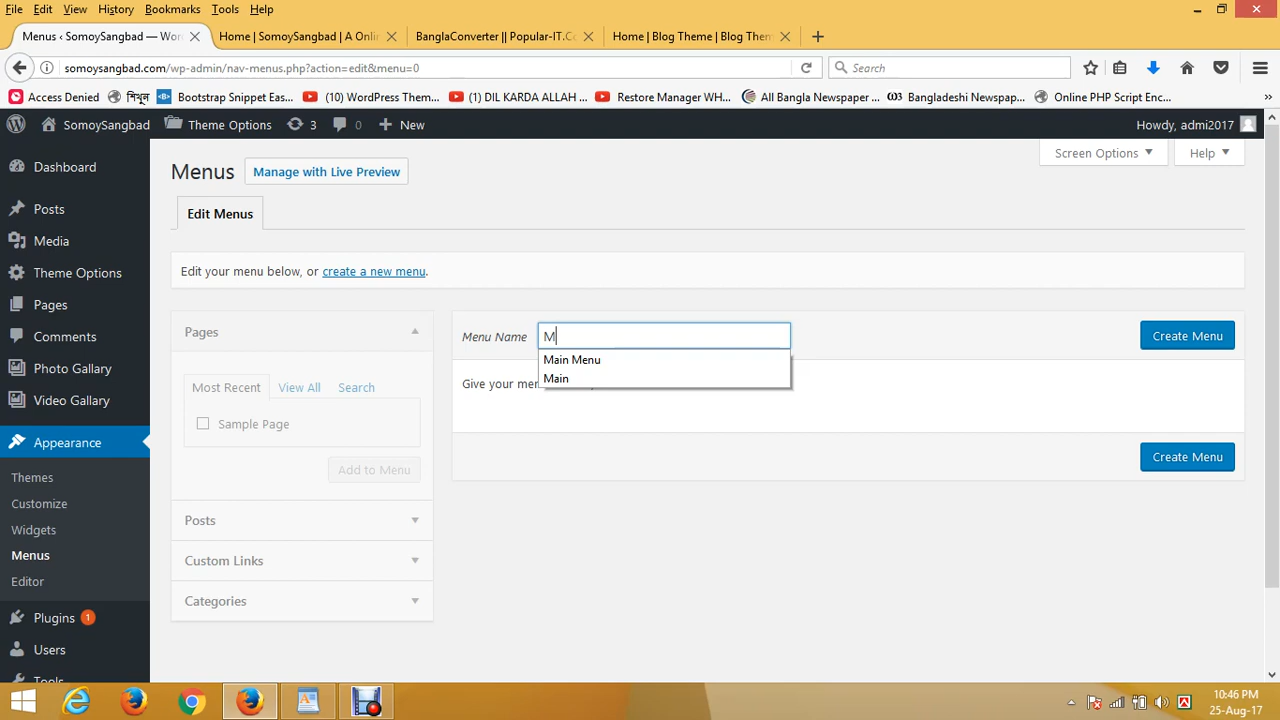 File Edit View History Bookmarks Tools Help
Menus ‹ SomoySangbad — Wor Home | SomoySangbad | A Onlin BanglaConverter || Popular-IT.Co Home | Blog Theme | Blog Them
somoysangbad.com/wp-admin/nav-menus.php?action=edit&menu=0 Search
Access Denied শিখুন Bootstrap Snippet Eas... (10) WordPress Them... (1) DIL KARDA ALLAH ... Restore Manager WH... All Bangla Newspaper ... Bangladeshi Newspap... Online PHP Script Enc...
SomoySangbad Theme Options 3 0 New Howdy, admi2017
Screen Options Help
Menus Manage with Live Preview
Edit Menus
Edit your menu below, or create a new menu.
Dashboard
Posts
Media
Theme Options
Pages
Comments
Photo Gallary
Video Gallary
Appearance
Themes
Customize
Widgets
Menus
Editor
Plugins 1
Users
Tools
Pages
Most Recent View All Search
Sample Page
Add to Menu
Posts
Custom Links
Categories
Menu Name M Create Menu
Main Menu
Main
Give your men
Create Menu
10:46 PM
25-Aug-17